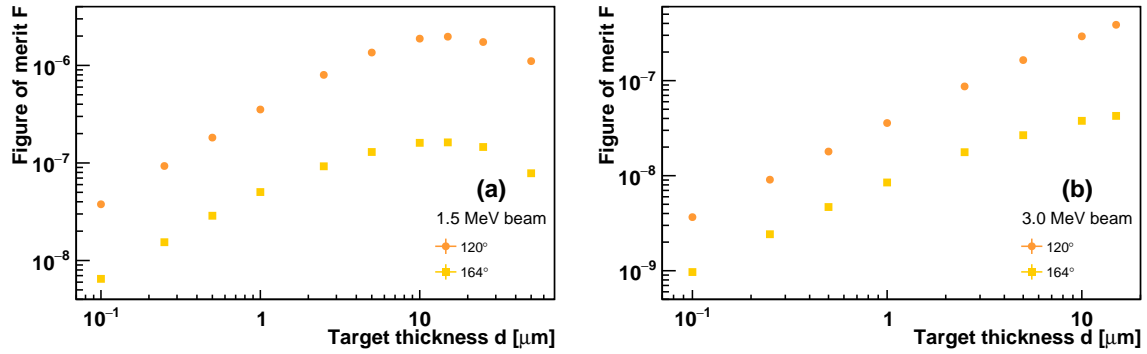 Figure of merit F
10⁻⁶
10⁻⁷
10⁻⁸
(a)
1.5 MeV beam
120°
164°
10⁻¹ 1 10
Target thickness d [μm]
Figure of merit F
10⁻⁷
10⁻⁸
10⁻⁹
(b)
3.0 MeV beam
120°
164°
10⁻¹ 1 10
Target thickness d [μm]